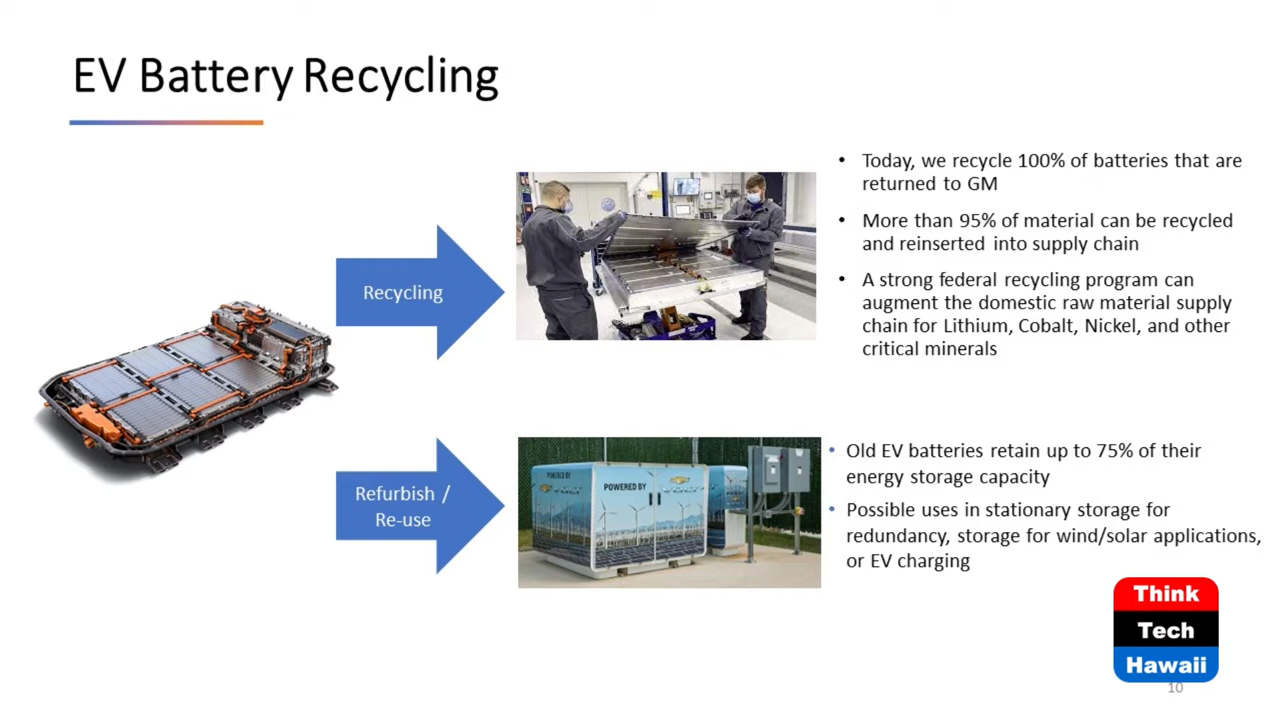 EV Battery Recycling
Recycling
• Today, we recycle 100% of batteries that are
returned to GM
• More than 95% of material can be recycled
and reinserted into supply chain
• A strong federal recycling program can
augment the domestic raw material supply
chain for Lithium, Cobalt, Nickel, and other
critical minerals
Refurbish /
Re-use
POWERED BY
POWERED BY
• Old EV batteries retain up to 75% of their
energy storage capacity
• Possible uses in stationary storage for
redundancy, storage for wind/solar applications,
or EV charging
Think
Tech
Hawaii
10